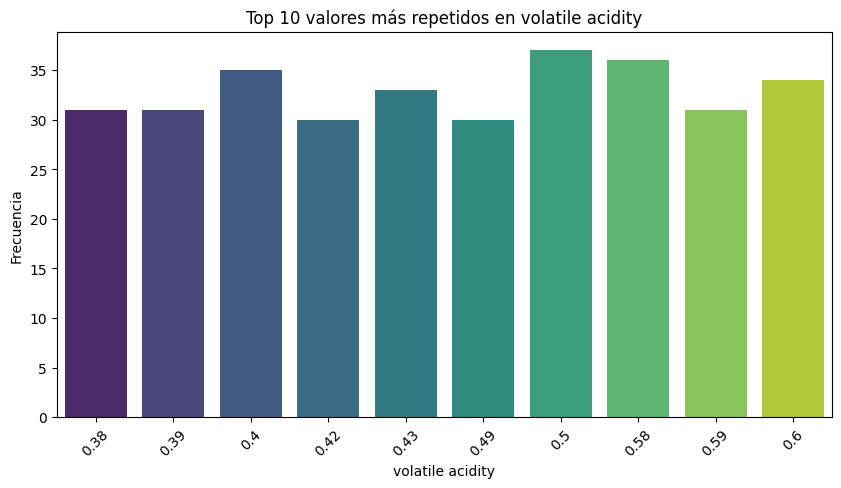 Top 10 valores más repetidos en volatile acidity
Frecuencia
35
30
25
20
15
10
5
0
0.38 0.39 0.4 0.42 0.43 0.49 0.5 0.58 0.59 0.6
volatile acidity